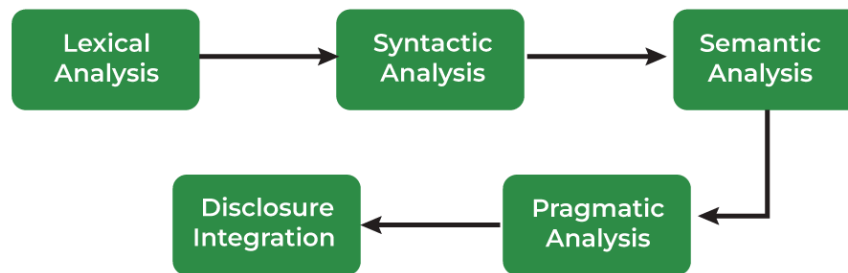 Lexical
Analysis
Syntactic
Analysis
Semantic
Analysis
Disclosure
Integration
Pragmatic
Analysis